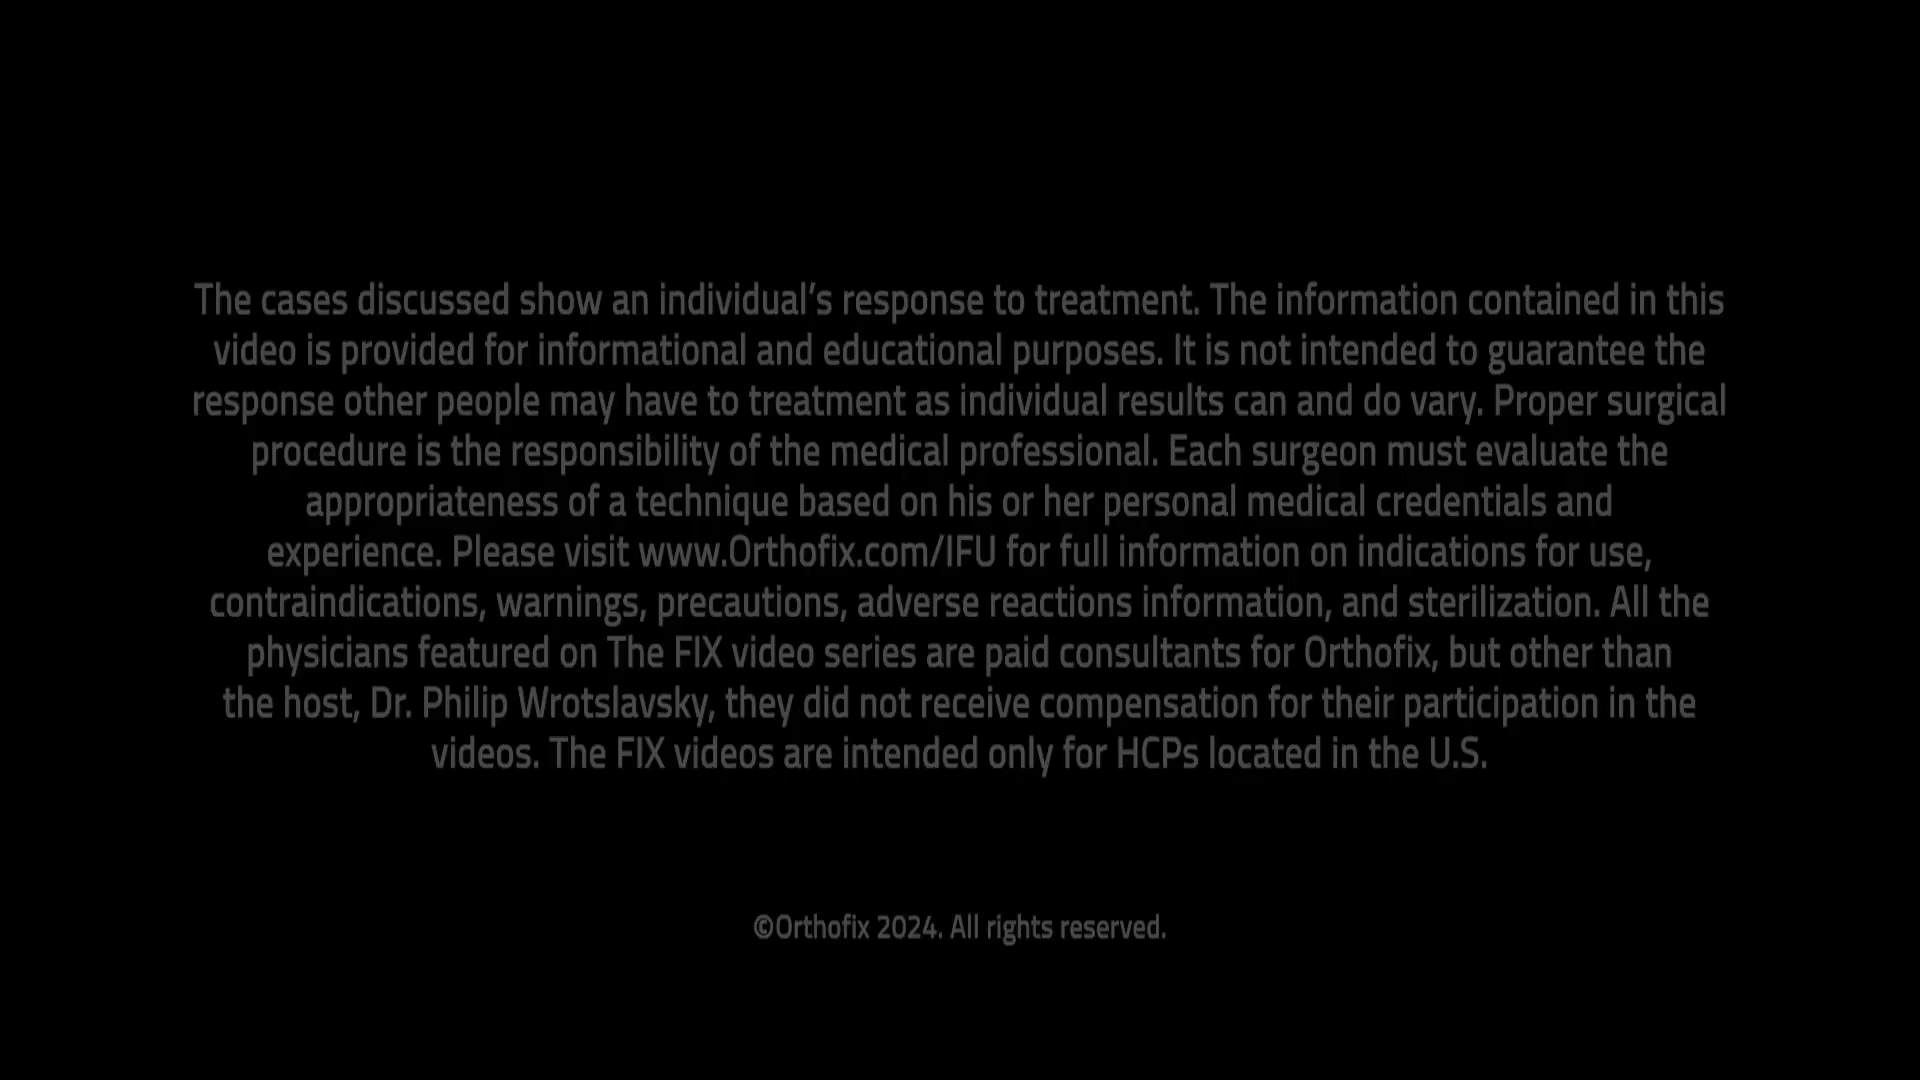 The cases discussed show an individual’s response to treatment. The information contained in this
video is provided for informational and educational purposes. It is not intended to guarantee the
response other people may have to treatment as individual results can and do vary. Proper surgical
procedure is the responsibility of the medical professional. Each surgeon must evaluate the
appropriateness of a technique based on his or her personal medical credentials and
experience. Please visit www.Orthofix.com/IFU for full information on indications for use,
contraindications, warnings, precautions, adverse reactions information, and sterilization. All the
physicians featured on The FIX video series are paid consultants for Orthofix, but other than
the host, Dr. Philip Wrotslavsky, they did not receive compensation for their participation in the
videos. The FIX videos are intended only for HCPs located in the U.S.
©Orthofix 2024. All rights reserved.